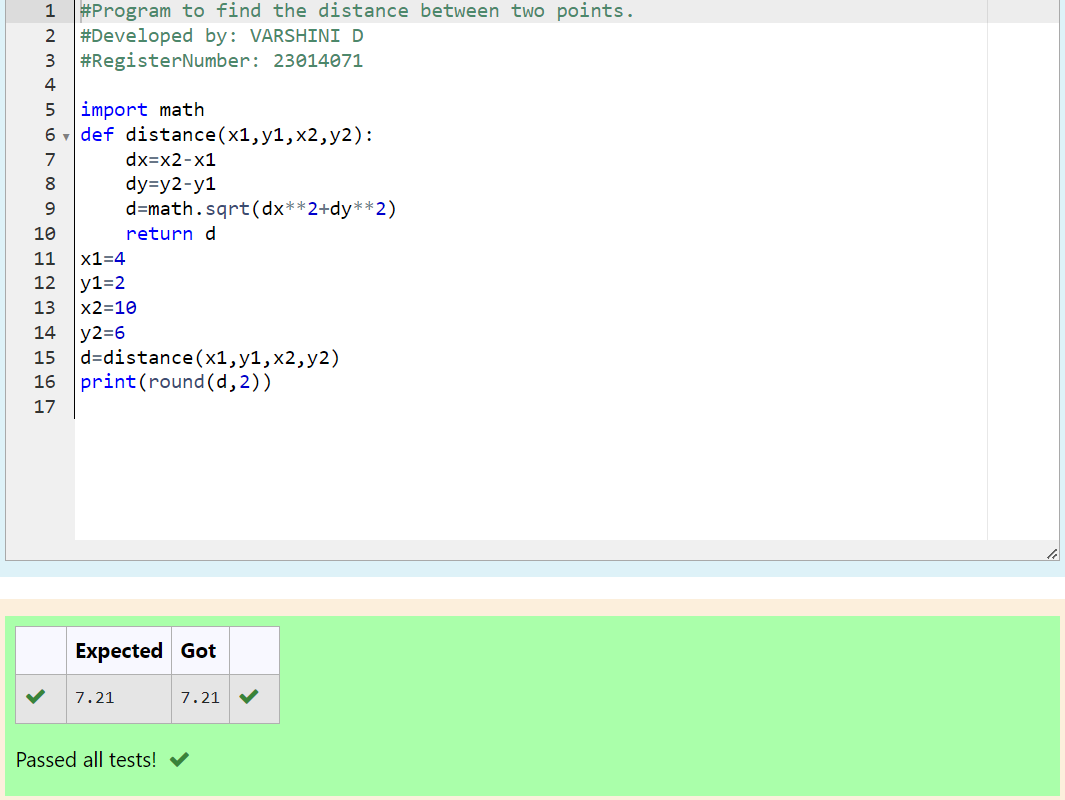 1 #Program to find the distance between two points.
2 #Developed by: VARSHINI D
3 #RegisterNumber: 23014071
4
5 import math
6 def distance(x1,y1,x2,y2):
7     dx=x2-x1
8     dy=y2-y1
9     d=math.sqrt(dx**2+dy**2)
10     return d
11 x1=4
12 y1=2
13 x2=10
14 y2=6
15 d=distance(x1,y1,x2,y2)
16 print(round(d,2))
17
Expected Got
7.21 7.21
Passed all tests!